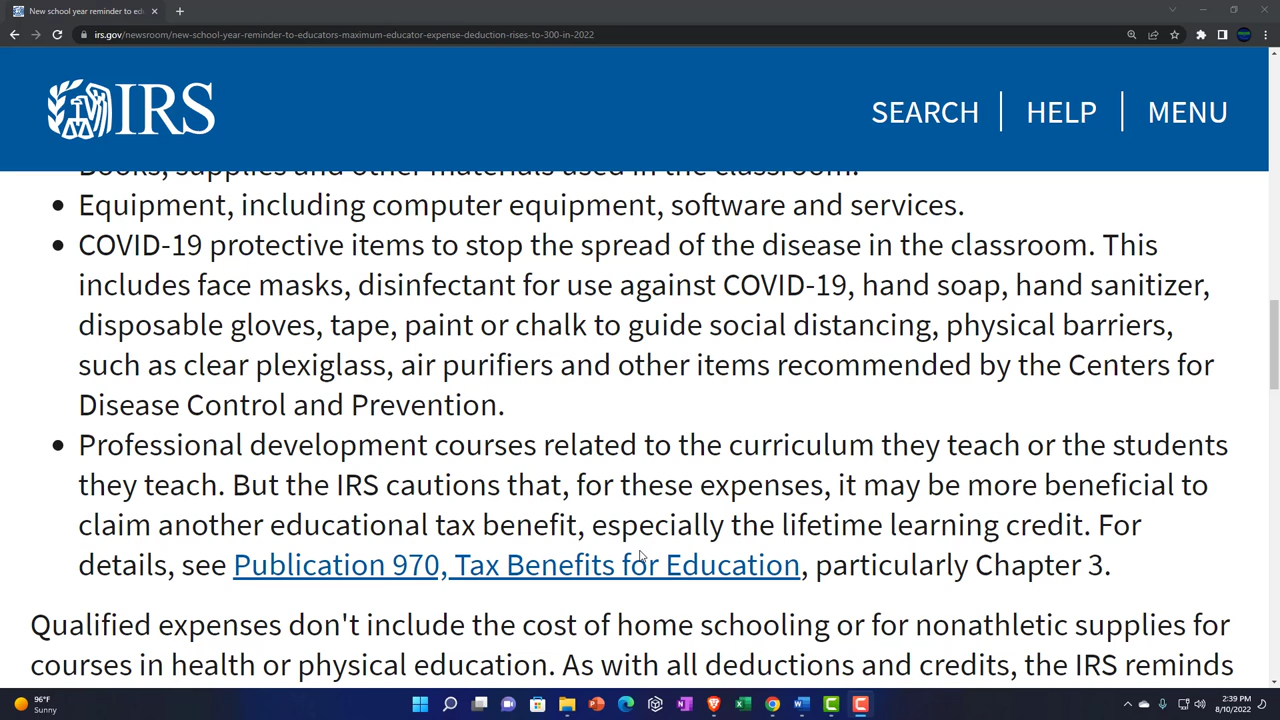 New school year reminder to ed
irs.gov/newsroom/new-school-year-reminder-to-educators-maximum-educator-expense-deduction-rises-to-300-in-2022
IRS
SEARCH | HELP | MENU
Books, supplies and other materials used in the classroom.
• Equipment, including computer equipment, software and services.
• COVID-19 protective items to stop the spread of the disease in the classroom. This
includes face masks, disinfectant for use against COVID-19, hand soap, hand sanitizer,
disposable gloves, tape, paint or chalk to guide social distancing, physical barriers,
such as clear plexiglass, air purifiers and other items recommended by the Centers for
Disease Control and Prevention.
• Professional development courses related to the curriculum they teach or the students
they teach. But the IRS cautions that, for these expenses, it may be more beneficial to
claim another educational tax benefit, especially the lifetime learning credit. For
details, see Publication 970, Tax Benefits for Education, particularly Chapter 3.
Qualified expenses don't include the cost of home schooling or for nonathletic supplies for
courses in health or physical education. As with all deductions and credits, the IRS reminds
96°F
Sunny
2:39 PM
8/10/2022